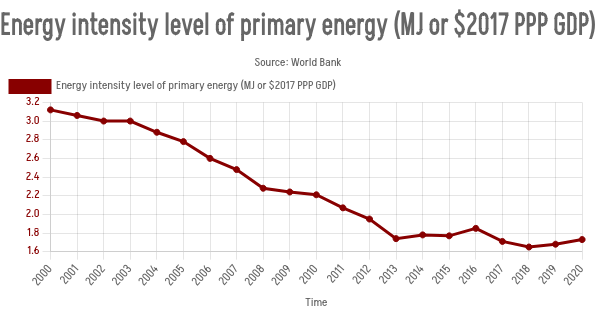 Energy intensity level of primary energy (MJ or $2017 PPP GDP)
Source: World Bank
Energy intensity level of primary energy (MJ or $2017 PPP GDP)
3.2
3.0
2.8
2.6
2.4
2.2
2.0
1.8
1.6
2000 2001 2002 2003 2004 2005 2006 2007 2008 2009 2010 2011 2012 2013 2014 2015 2016 2017 2018 2019 2020
Time